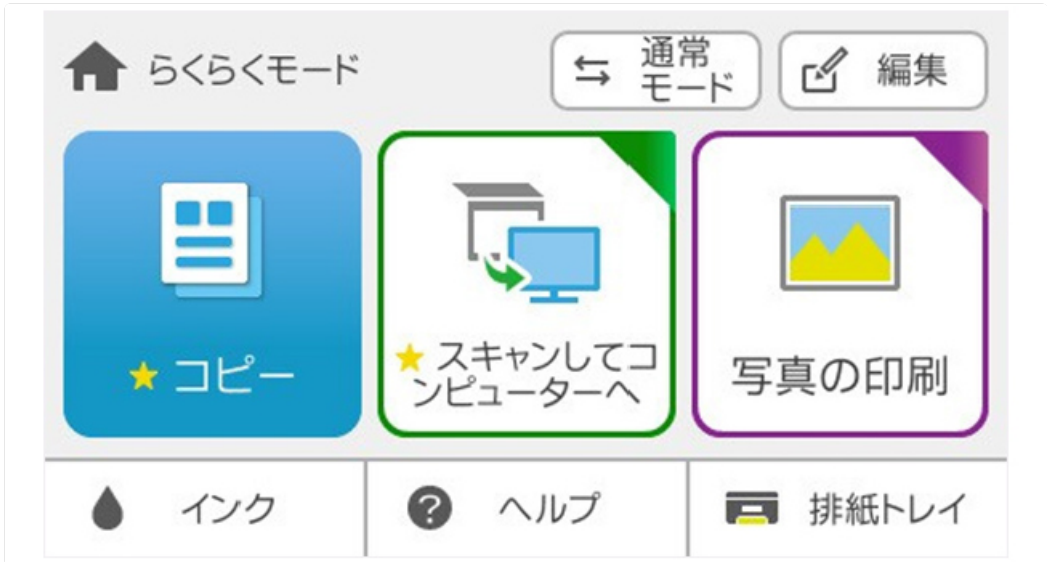 らくらくモード
通常
モード
編集
コピー
スキャンしてコ
ンピューターへ
写真の印刷
インク
ヘルプ
排紙トレイ